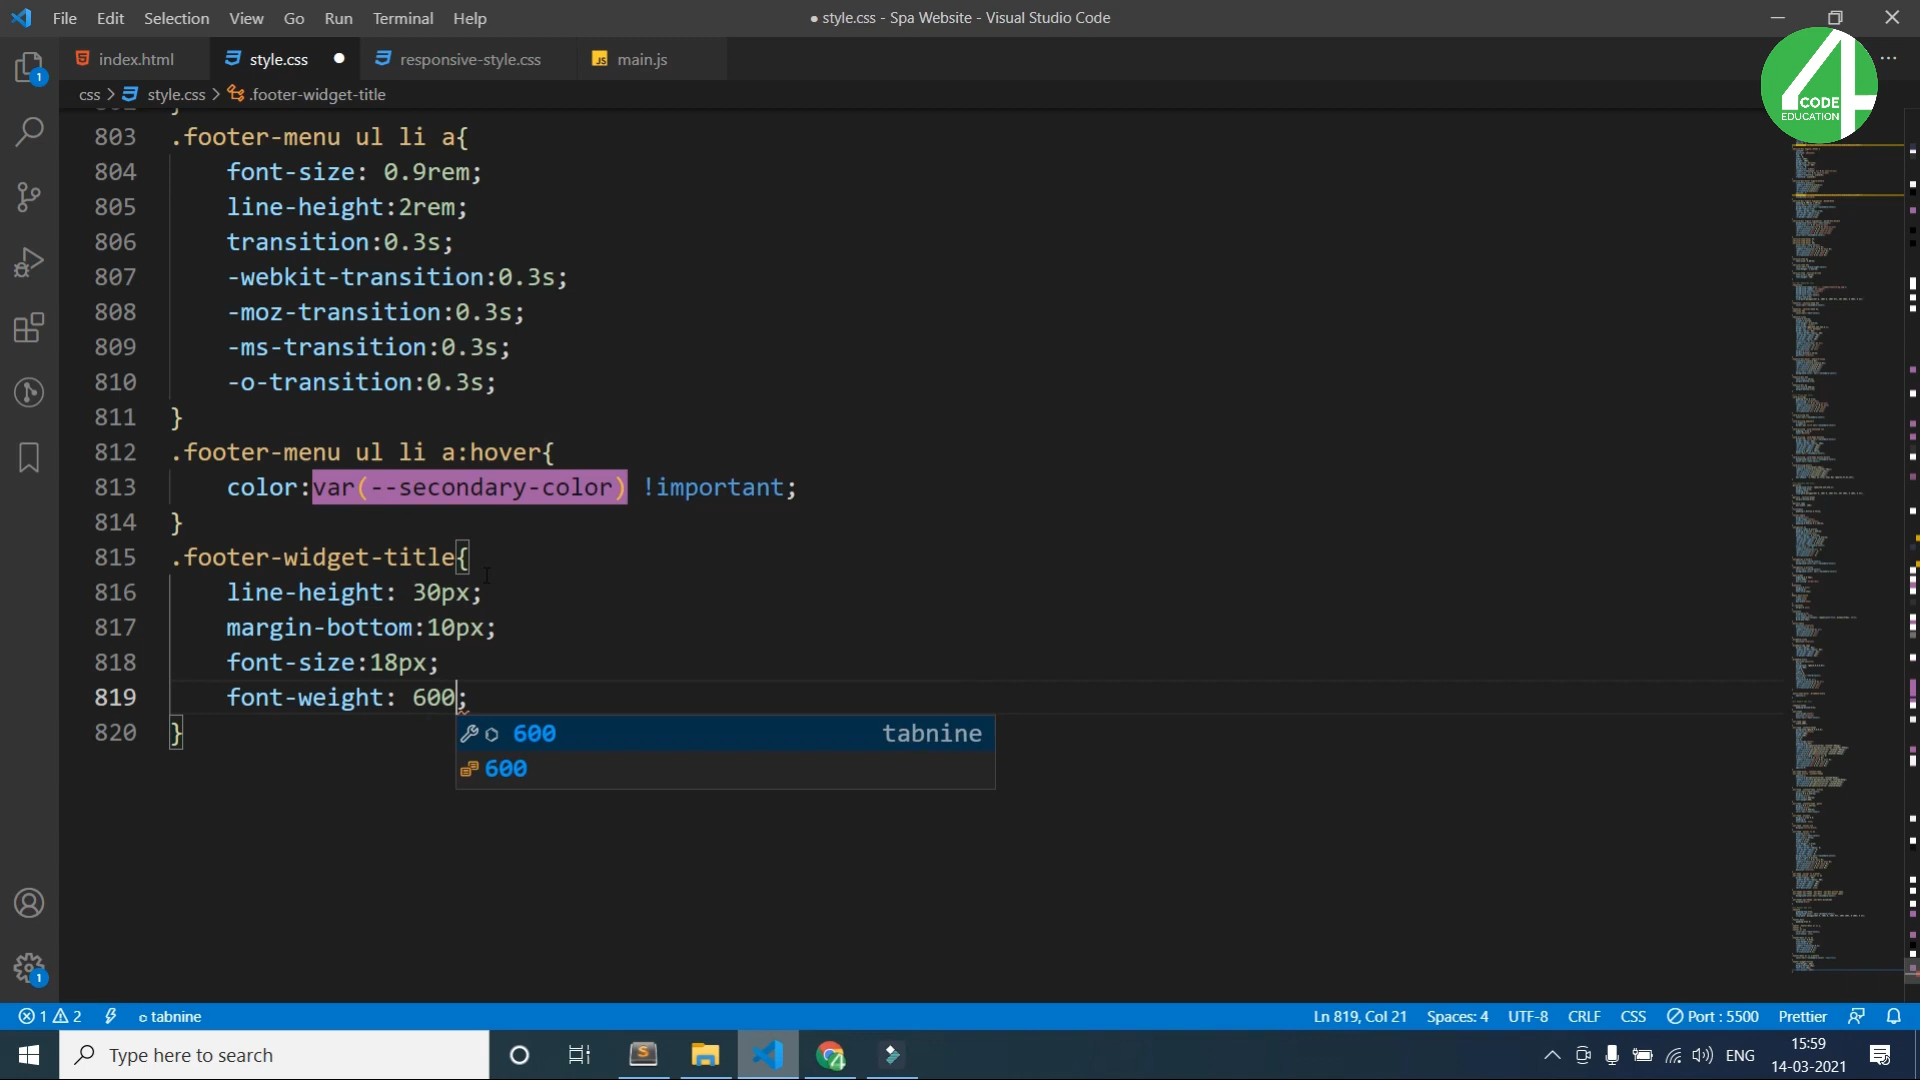 File Edit Selection View Go Run Terminal Help
● style.css - Spa Website - Visual Studio Code
index.html style.css responsive-style.css main.js
css > style.css > .footer-widget-title
CODE
EDUCATION
4
803 .footer-menu ul li a{
804 font-size: 0.9rem;
805 line-height:2rem;
806 transition:0.3s;
807 -webkit-transition:0.3s;
808 -moz-transition:0.3s;
809 -ms-transition:0.3s;
810 -o-transition:0.3s;
811 }
812 .footer-menu ul li a:hover{
813 color:var(--secondary-color) !important;
814 }
815 .footer-widget-title{
816 line-height: 30px;
817 margin-bottom:10px;
818 font-size:18px;
819 font-weight: 600;
820 }
600 tabnine
600
1
1
1 2 tabnine
Ln 819, Col 21 Spaces: 4 UTF-8 CRLF CSS Port : 5500 Prettier
Type here to search
ENG
15:59
14-03-2021